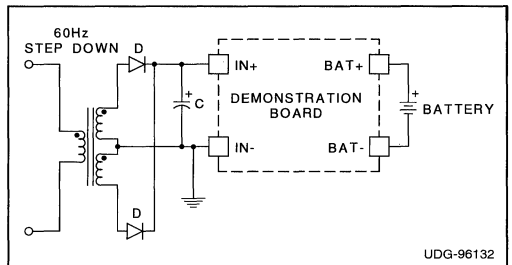 60Hz
STEP DOWN
D
IN+
BAT+
+
C
DEMONSTRATION
BOARD
+
BATTERY
IN-
BAT-
D
UDG-96132